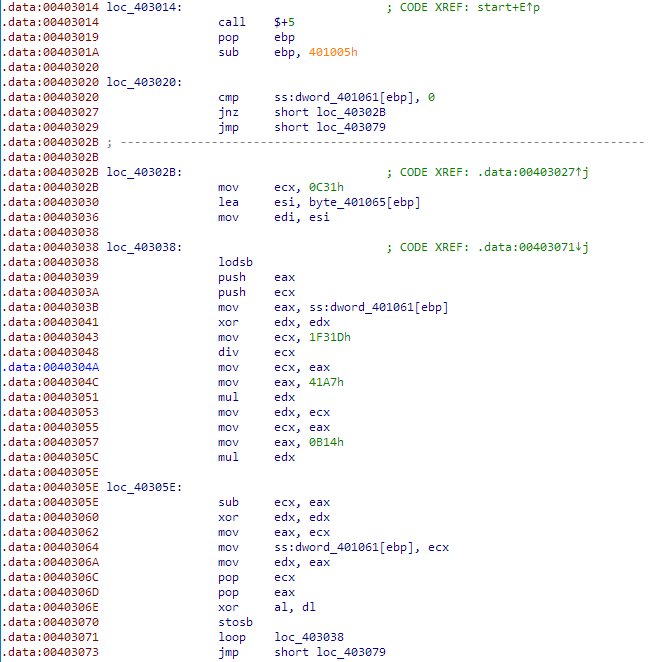 .data:00403014 loc_403014: ; CODE XREF: start+E↑p
.data:00403014 call $+5
.data:00403019 pop ebp
.data:0040301A sub ebp, 401005h
.data:00403020
.data:00403020 loc_403020:
.data:00403020 cmp ss:dword_401061[ebp], 0
.data:00403027 jnz short loc_40302B
.data:00403029 jmp short loc_403079
.data:0040302B ; ---------------------------------------------------------------------------
.data:0040302B
.data:0040302B loc_40302B: ; CODE XREF: .data:00403027↑j
.data:0040302B mov ecx, 0C31h
.data:00403030 lea esi, byte_401065[ebp]
.data:00403036 mov edi, esi
.data:00403038
.data:00403038 loc_403038: ; CODE XREF: .data:00403071↓j
.data:00403038 lodsb
.data:00403039 push eax
.data:0040303A push ecx
.data:0040303B mov eax, ss:dword_401061[ebp]
.data:00403041 xor edx, edx
.data:00403043 mov ecx, 1F31Dh
.data:00403048 div ecx
.data:0040304A mov ecx, eax
.data:0040304C mov eax, 41A7h
.data:00403051 mul edx
.data:00403053 mov edx, ecx
.data:00403055 mov ecx, eax
.data:00403057 mov eax, 0B14h
.data:0040305C mul edx
.data:0040305E
.data:0040305E loc_40305E:
.data:0040305E sub ecx, eax
.data:00403060 xor edx, edx
.data:00403062 mov eax, ecx
.data:00403064 mov ss:dword_401061[ebp], ecx
.data:0040306A mov edx, eax
.data:0040306C pop ecx
.data:0040306D pop eax
.data:0040306E xor al, dl
.data:00403070 stosb
.data:00403071 loop loc_403038
.data:00403073 jmp short loc_403079